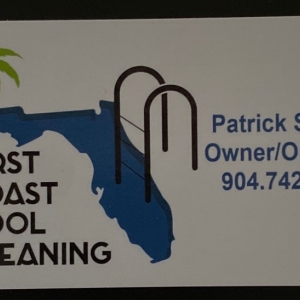 RST
OAST
OOL
EANING
Patrick S
Owner/O
904.742